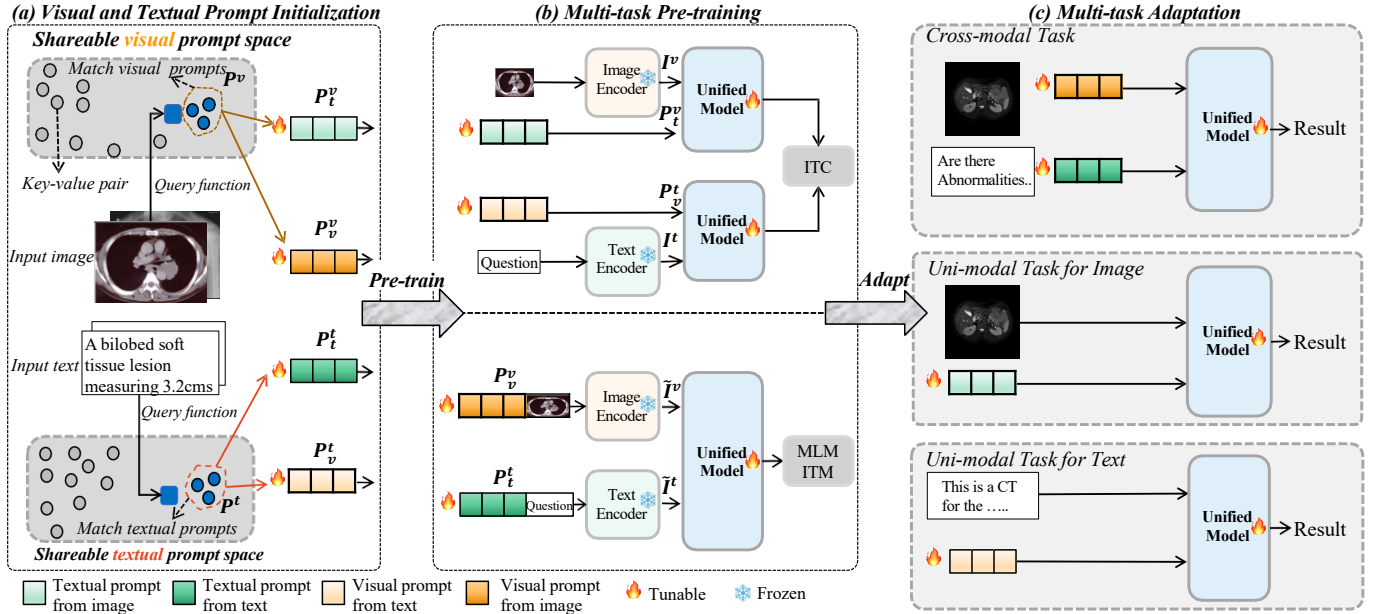 (a) Visual and Textual Prompt Initialization
Shareable visual prompt space
Match visual prompts
P^v
P_t^v
Key-value pair
Query function
P_v^v
Input image
Input text
A bilobed soft
tissue lesion
measuring 3.2cms
P_t^t
Query function
P_v^t
P^t
Match textual prompts
Shareable textual prompt space
Pre-train
(b) Multi-task Pre-training
Image
Encoder
I^v
Unified
Model
P_t^v
ITC
P_v^t
Unified
Model
Question
Text
Encoder
I^t
P_v^v
Image
Encoder
Ĩ^v
Unified
Model
MLM
ITM
P_t^t
Question
Text
Encoder
Ĩ^t
Adapt
(c) Multi-task Adaptation
Cross-modal Task
Unified
Model
Result
Are there
Abnormalities..
Uni-modal Task for Image
Unified
Model
Result
Uni-modal Task for Text
This is a CT
for the …..
Unified
Model
Result
Textual prompt
from image
Textual prompt
from text
Visual prompt
from text
Visual prompt
from image
Tunable
Frozen